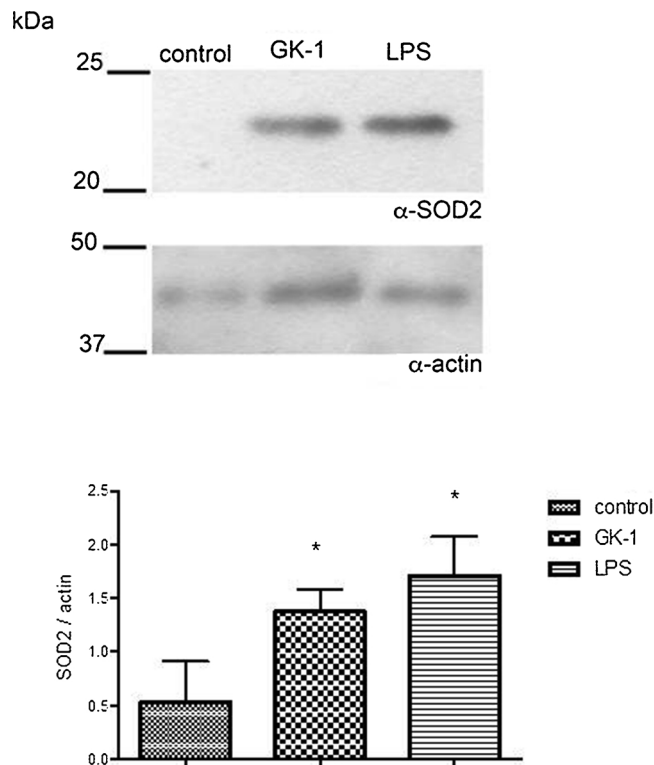 kDa
control GK-1 LPS
25
20
α-SOD2
50
37
α-actin
2.5
2.0
1.5
1.0
0.5
0.0
SOD2 / actin
* *
control
GK-1
LPS